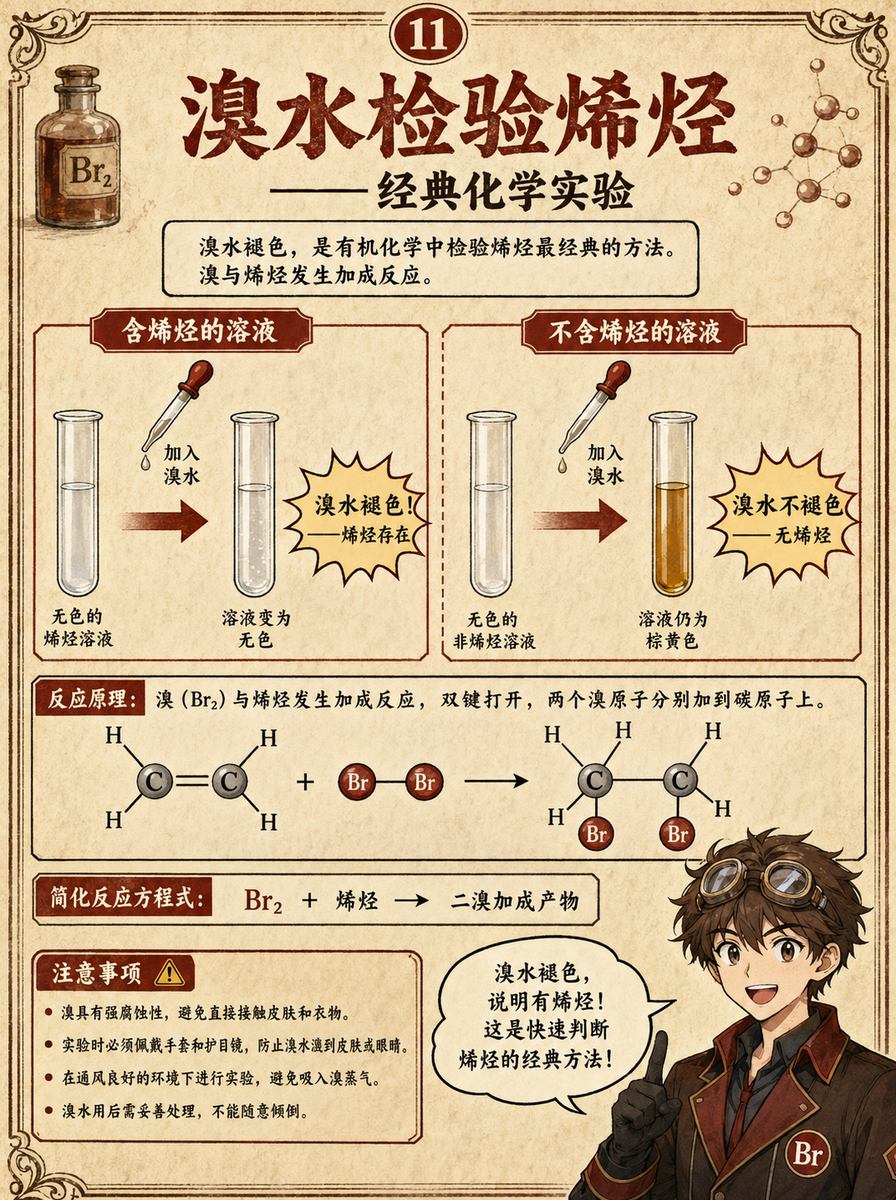 11
溴水检验烯烃
——经典化学实验
Br₂
溴水褪色，是有机化学中检验烯烃最经典的方法。
溴与烯烃发生加成反应。
含烯烃的溶液
加入
溴水
溴水褪色！
——烯烃存在
无色的
烯烃溶液
溶液变为
无色
不含烯烃的溶液
加入
溴水
溴水不褪色
——无烯烃
无色的
非烯烃溶液
溶液仍为
棕黄色
反应原理： 溴（Br₂）与烯烃发生加成反应，双键打开，两个溴原子分别加到碳原子上。
H H H H H
C C + Br Br C C
H H H H
Br Br
简化反应方程式： Br₂ + 烯烃 → 二溴加成产物
注意事项
• 溴具有强腐蚀性，避免直接接触皮肤和衣物。
• 实验时必须佩戴手套和护目镜，防止溴水溅到皮肤或眼睛。
• 在通风良好的环境下进行实验，避免吸入溴蒸气。
• 溴水用后需妥善处理，不能随意倾倒。
溴水褪色，
说明有烯烃！
这是快速判断
烯烃的经典方法！
Br